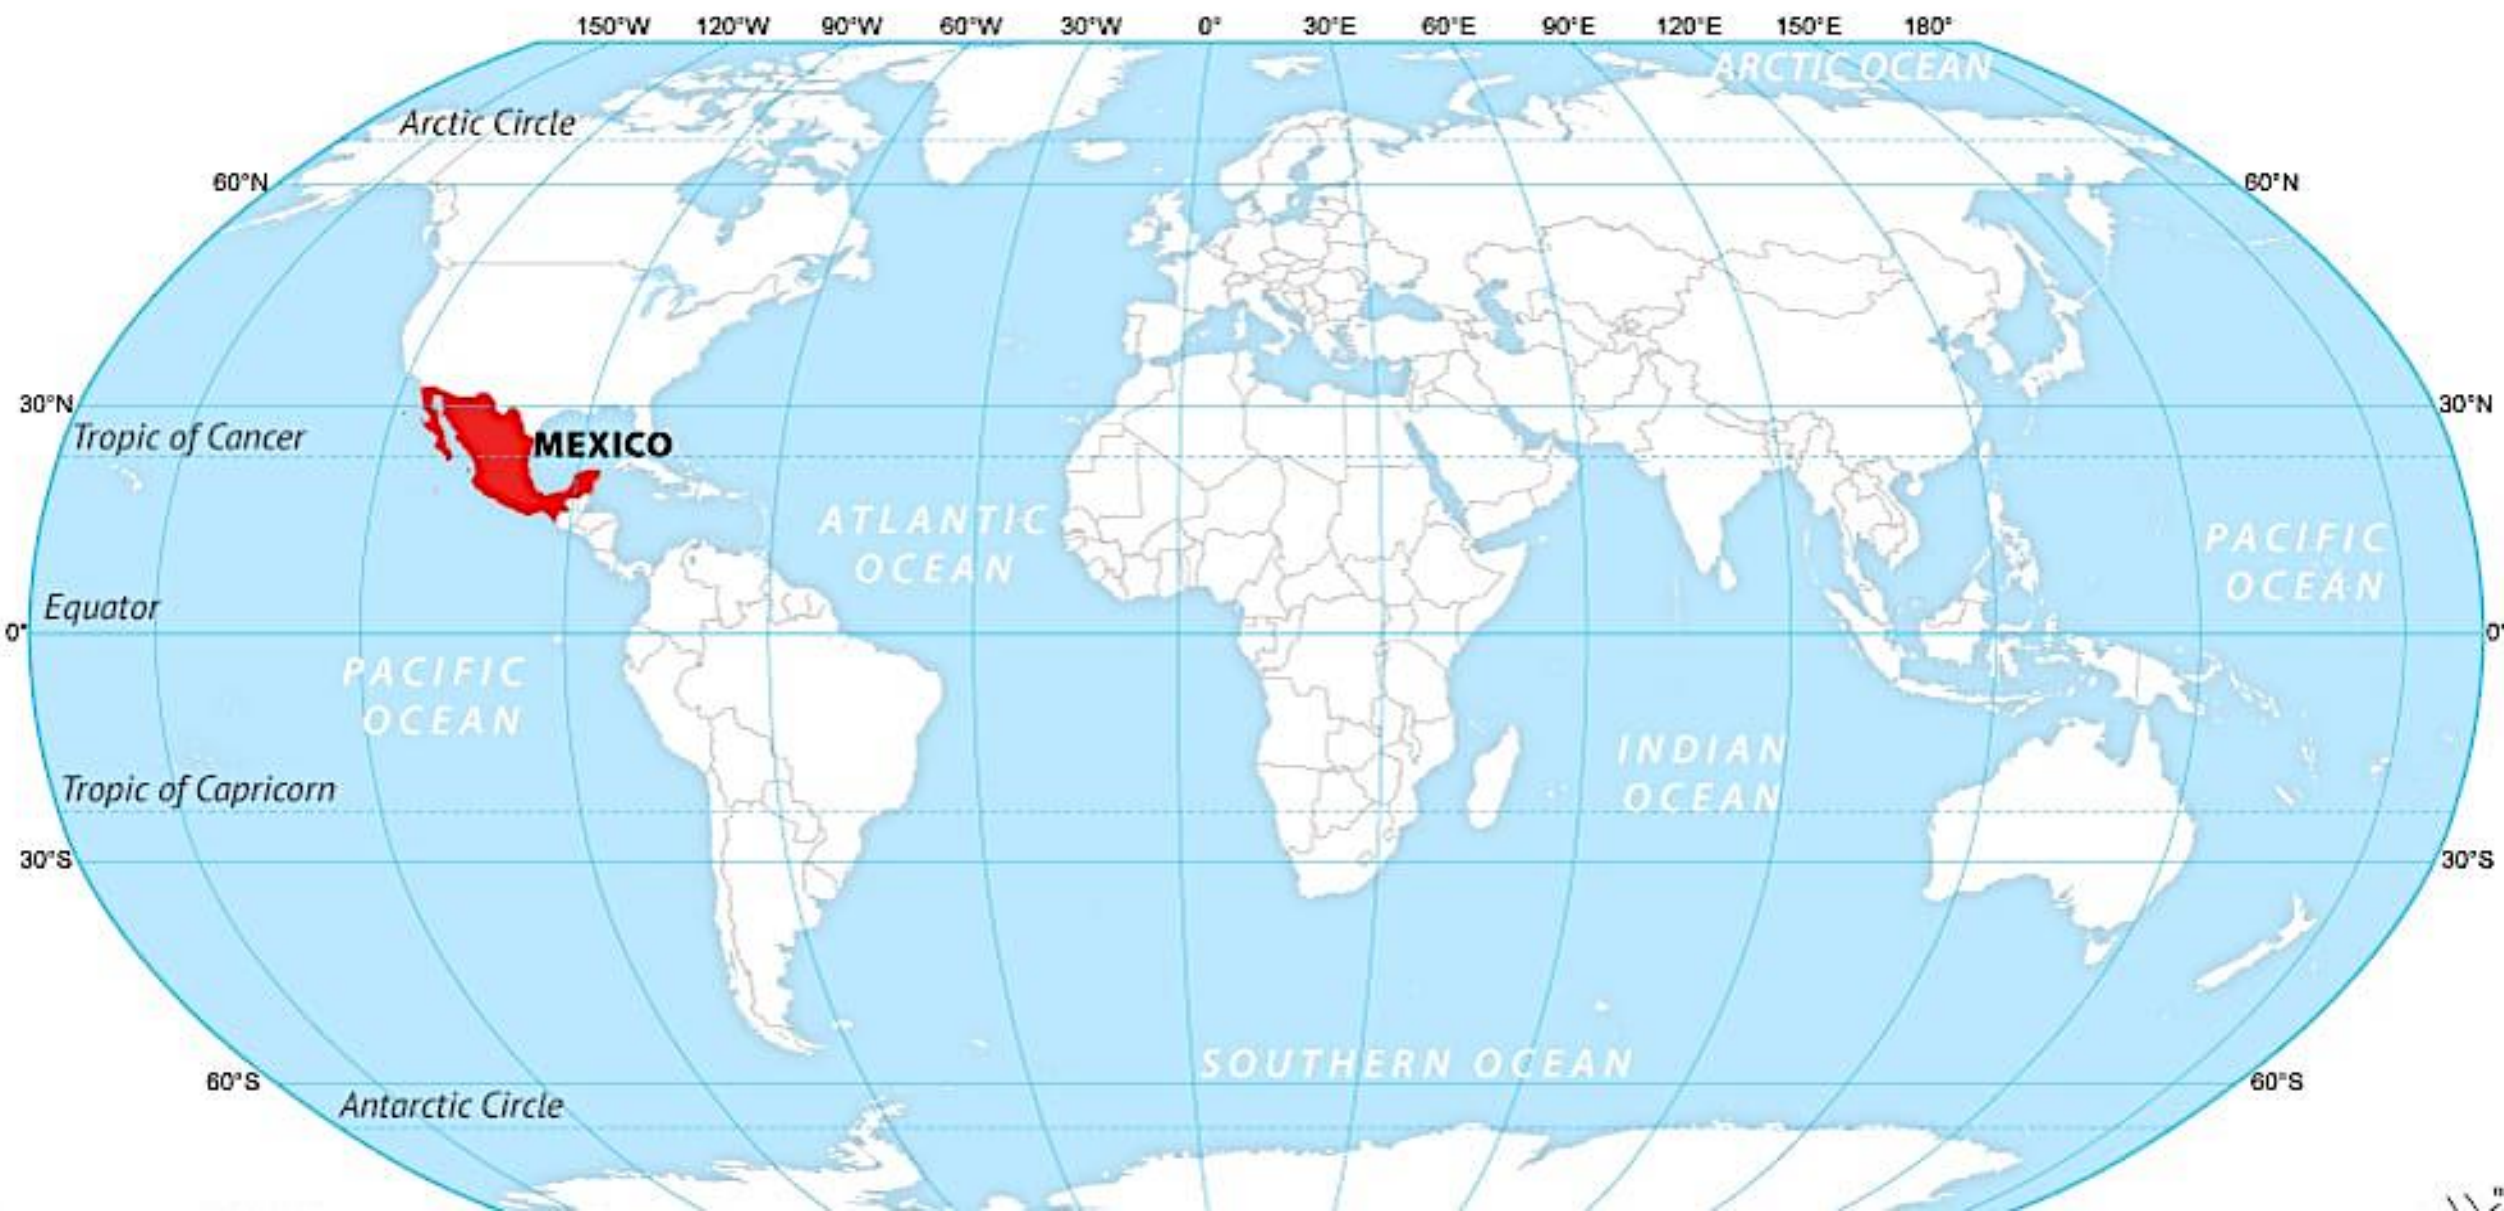 150°W 120°W 90°W 60°W 30°W 0° 30°E 60°E 90°E 120°E 150°E 180°
ARCTIC OCEAN
Arctic Circle
60°N 60°N
30°N 30°N
Tropic of Cancer
MEXICO
ATLANTIC
OCEAN
PACIFIC
OCEAN
Equator
0° 0°
PACIFIC
OCEAN
INDIAN
OCEAN
Tropic of Capricorn
30°S 30°S
SOUTHERN OCEAN
60°S 60°S
Antarctic Circle